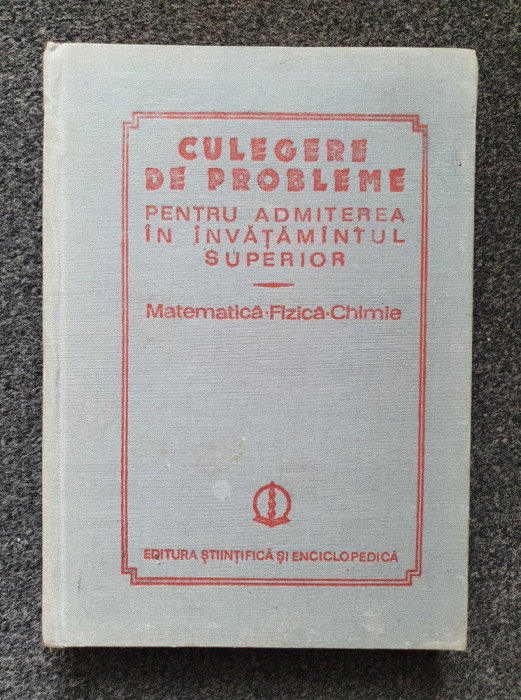 CULEGERE
DE PROBLEME
PENTRU ADMITEREA
ÎN ÎNVĂȚĂMÎNTUL
SUPERIOR
Matematică·Fizică·Chimie
EDITURA ȘTIINȚIFICĂ ȘI ENCICLOPEDICĂ